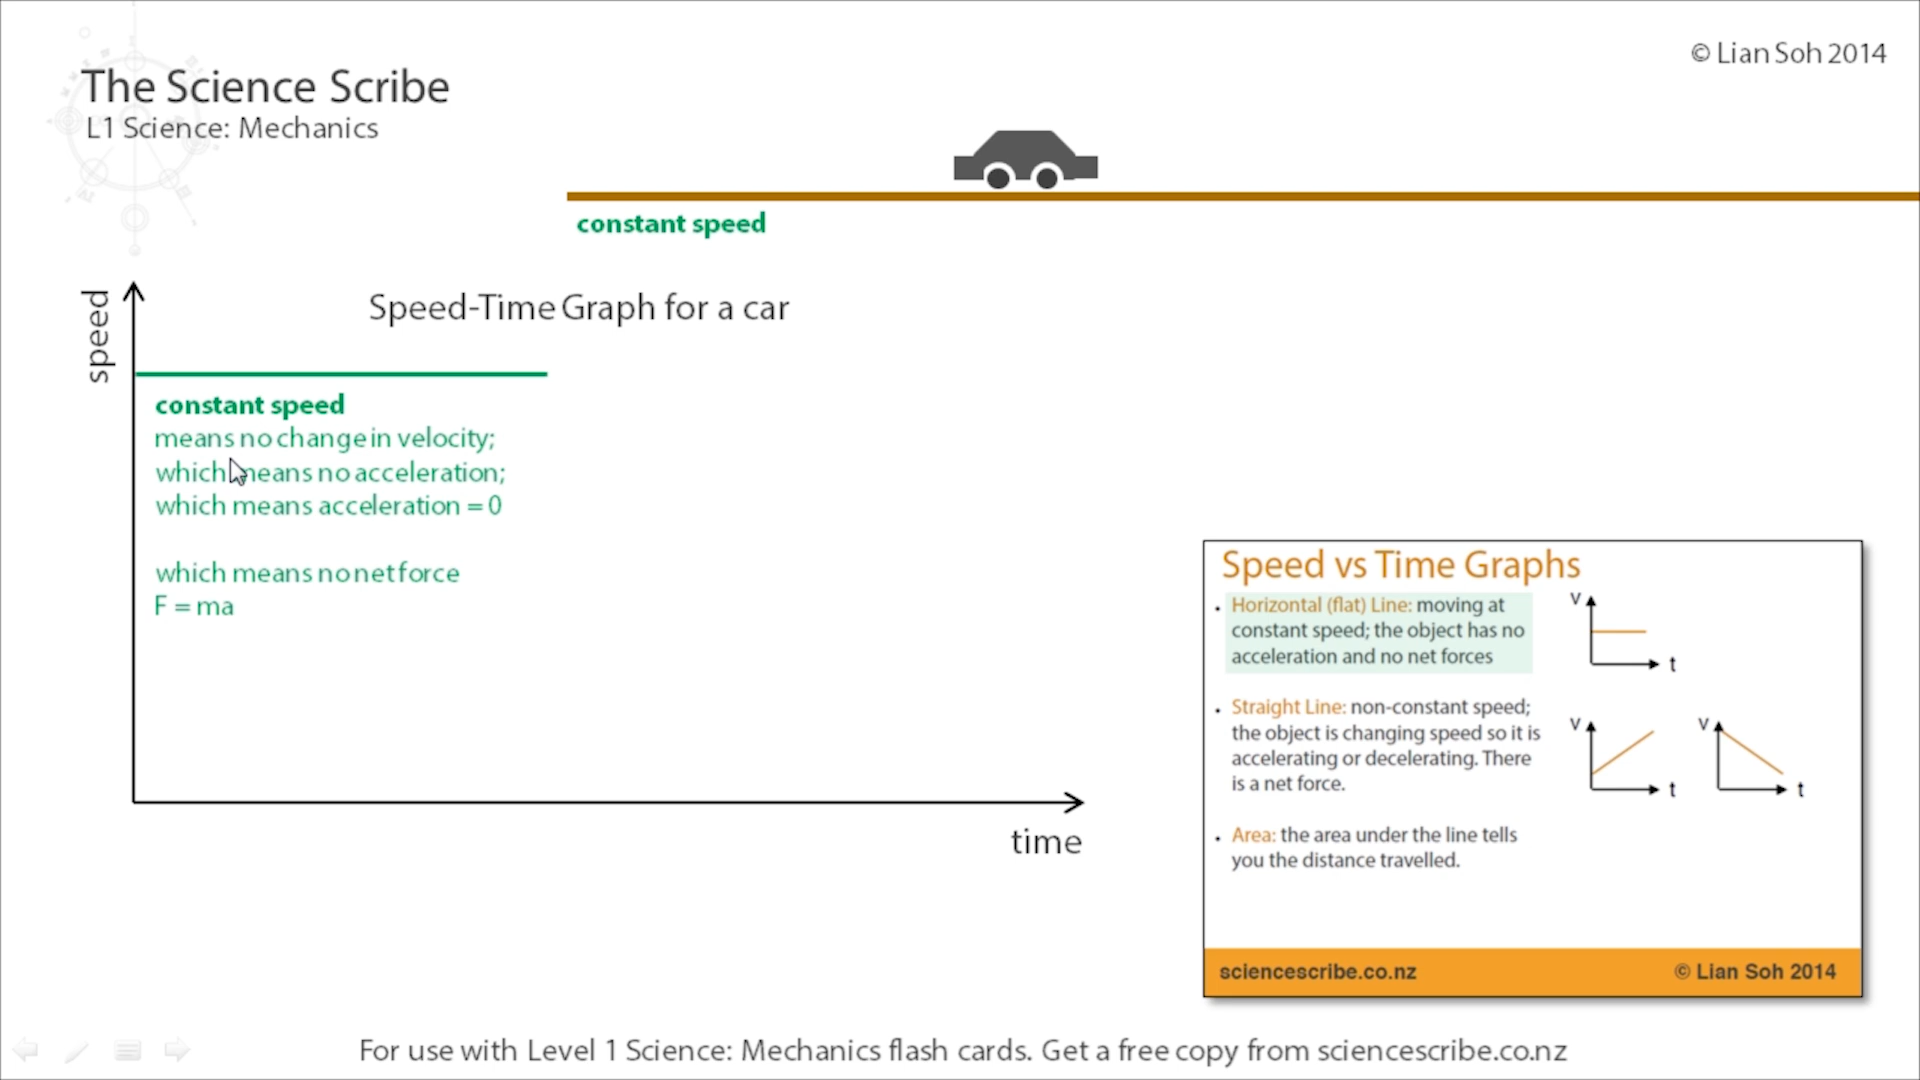 The Science Scribe
L1 Science: Mechanics
© Lian Soh 2014
constant speed
speed
Speed-Time Graph for a car
constant speed
means no change in velocity;
which means no acceleration;
which means acceleration = 0
which means no net force
F = ma
time
Speed vs Time Graphs
• Horizontal (flat) Line: moving at
constant speed; the object has no
acceleration and no net forces
v
t
• Straight Line: non-constant speed;
the object is changing speed so it is
accelerating or decelerating. There
is a net force.
v
t
v
t
• Area: the area under the line tells
you the distance travelled.
sciencescribe.co.nz
© Lian Soh 2014
For use with Level 1 Science: Mechanics flash cards. Get a free copy from sciencescribe.co.nz